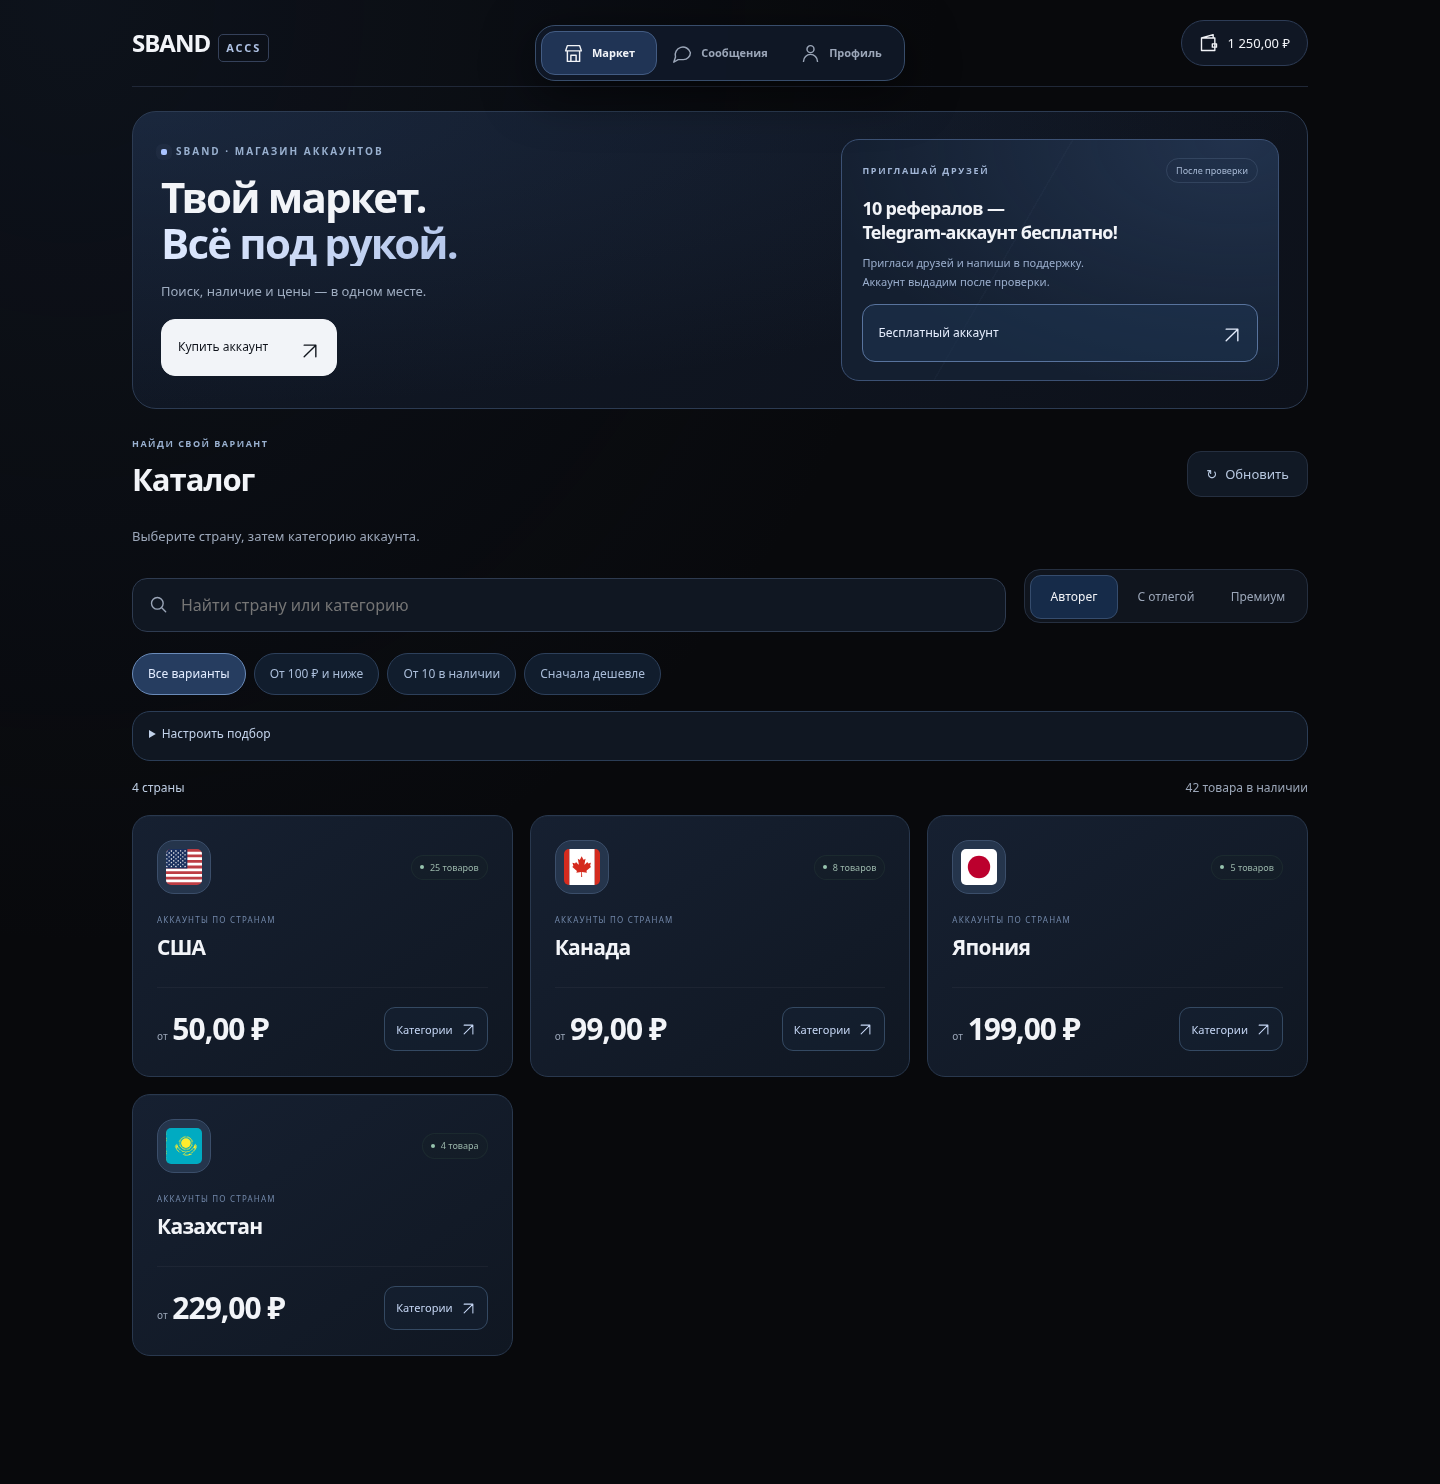 SBAND ACCS
Маркет
Сообщения
Профиль
1 250,00 ₽
SBAND · МАГАЗИН АККАУНТОВ
Твой маркет.
Всё под рукой.
Поиск, наличие и цены — в одном месте.
Купить аккаунт
ПРИГЛАШАЙ ДРУЗЕЙ
После проверки
10 рефералов —
Telegram-аккаунт бесплатно!
Пригласи друзей и напиши в поддержку.
Аккаунт выдадим после проверки.
Бесплатный аккаунт
НАЙДИ СВОЙ ВАРИАНТ
Каталог
↻ Обновить
Выберите страну, затем категорию аккаунта.
Найти страну или категорию
Авторег
С отлегой
Премиум
Все варианты
От 100 ₽ и ниже
От 10 в наличии
Сначала дешевле
Настроить подбор
4 страны
42 товара в наличии
25 товаров
АККАУНТЫ ПО СТРАНАМ
США
от 50,00 ₽
Категории
8 товаров
АККАУНТЫ ПО СТРАНАМ
Канада
от 99,00 ₽
Категории
5 товаров
АККАУНТЫ ПО СТРАНАМ
Япония
от 199,00 ₽
Категории
4 товара
АККАУНТЫ ПО СТРАНАМ
Казахстан
от 229,00 ₽
Категории